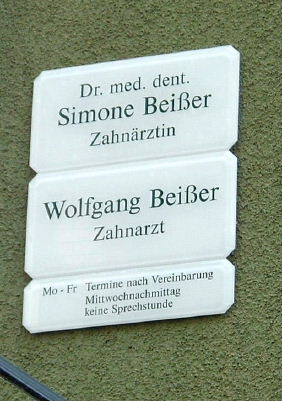 Dr. med. dent.
Simone Beißer
Zahnärztin
Wolfgang Beißer
Zahnarzt
Mo - Fr Termine nach Vereinbarung
Mittwochnachmittag
keine Sprechstunde